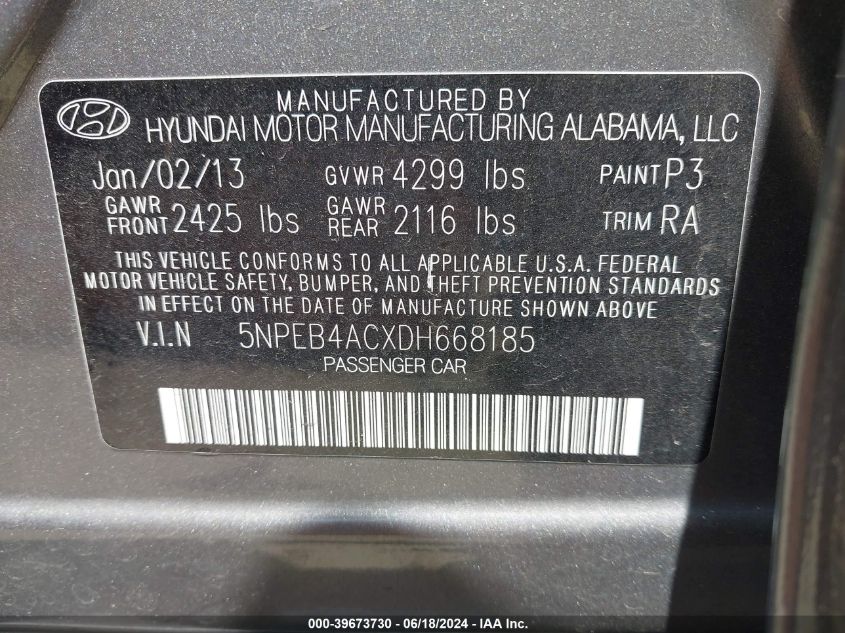 MANUFACTURED BY
HYUNDAI MOTOR MANUFACTURING ALABAMA, LLC
Jan/02/13 GVWR 4299 lbs PAINT P3
GAWR FRONT 2425 lbs GAWR REAR 2116 lbs TRIM RA
THIS VEHICLE CONFORMS TO ALL APPLICABLE U.S.A. FEDERAL
MOTOR VEHICLE SAFETY, BUMPER, AND THEFT PREVENTION STANDARDS
IN EFFECT ON THE DATE OF MANUFACTURE SHOWN ABOVE
V.I.N 5NPEB4ACXDH668185
PASSENGER CAR
000-39673730 - 06/18/2024 - IAA Inc.